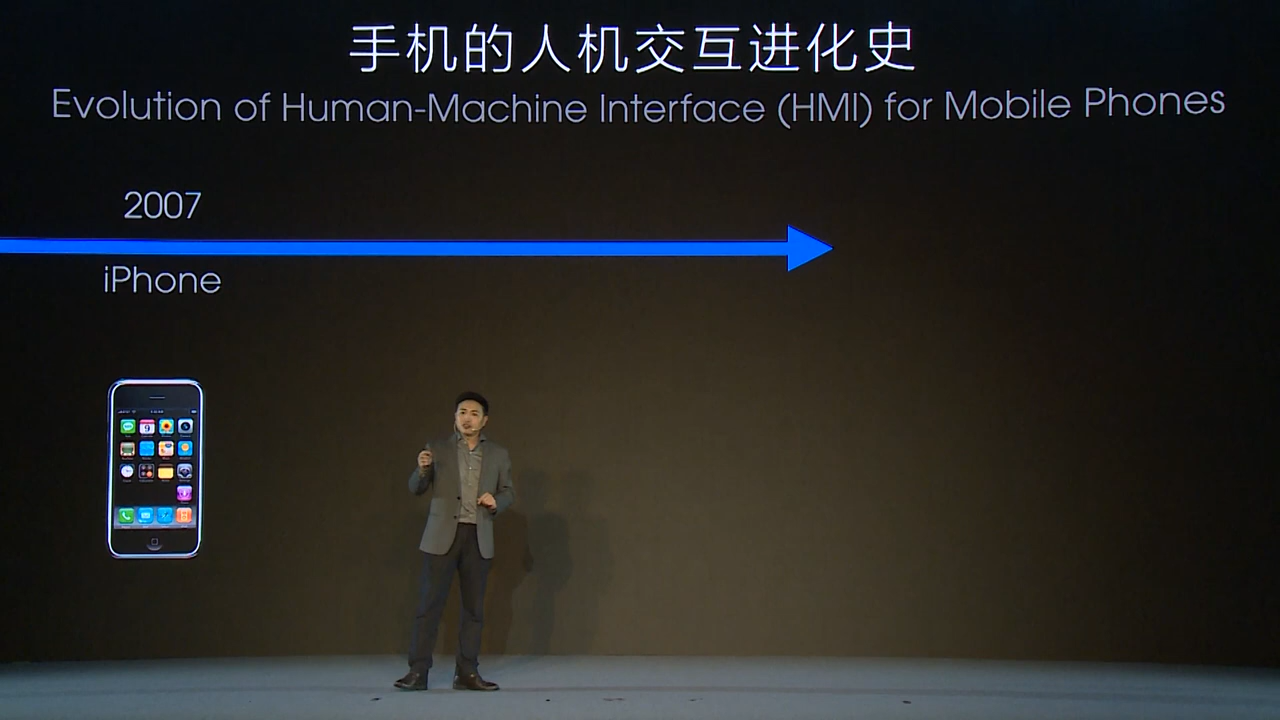 手机的人机交互进化史
Evolution of Human-Machine Interface (HMI) for Mobile Phones
2007
iPhone
9